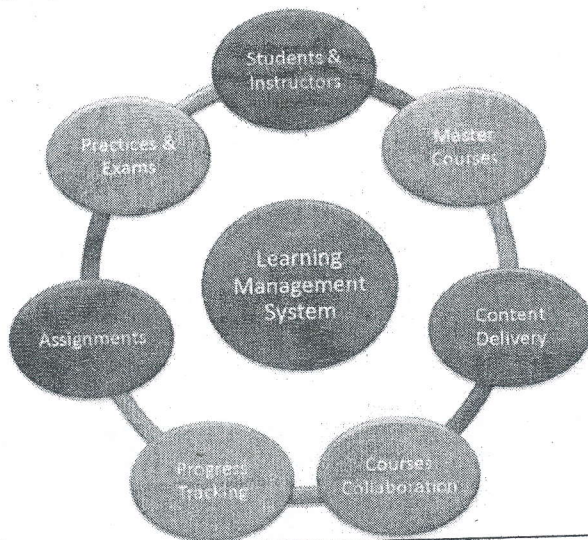 Students &
Instructors
Master
Courses
Content
Delivery
Courses
Collaboration
Progress
Tracking
Assignments
Practices &
Exams
Learning
Management
System